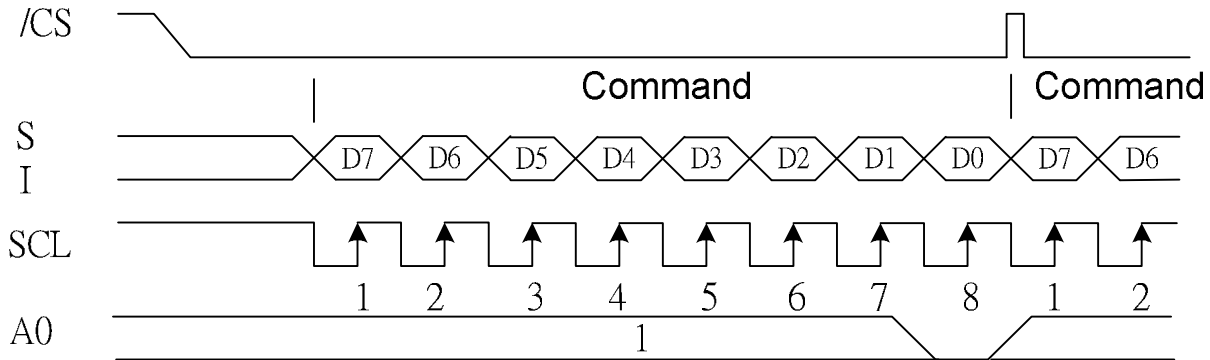 /CS
Command Command
S
I
D7 D6 D5 D4 D3 D2 D1 D0 D7 D6
SCL
1 2 3 4 5 6 7 8 1 2
A0
1